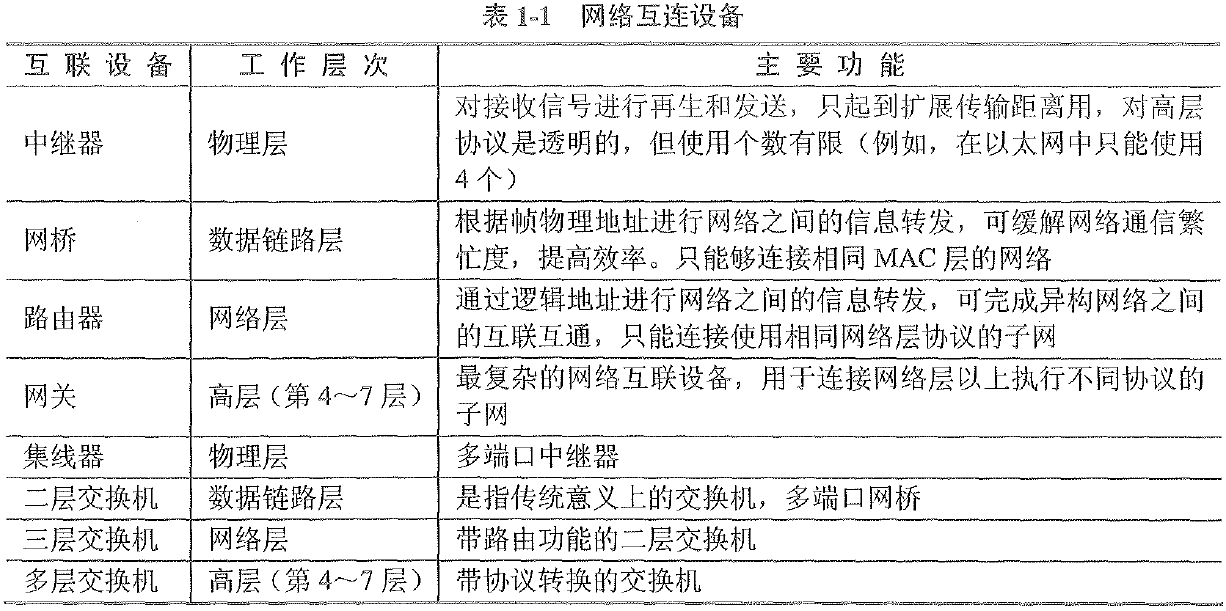 表1-1 网络互连设备
互联设备 工作层次 主要功能
对接收信号进行再生和发送，只起到扩展传输距离用，对高层
中继器 物理层 协议是透明的，但使用个数有限（例如，在以太网中只能使用
4个）
网桥 数据链路层 根据帧物理地址进行网络之间的信息转发，可缓解网络通信繁
忙度，提高效率。只能够连接相同MAC层的网络
路由器 网络层 通过逻辑地址进行网络之间的信息转发，可完成异构网络之间
的互联互通，只能连接使用相同网络层协议的子网
网关 高层（第4～7层） 最复杂的网络互联设备，用于连接网络层以上执行不同协议的
子网
集线器 物理层 多端口中继器
二层交换机 数据链路层 是指传统意义上的交换机，多端口网桥
三层交换机 网络层 带路由功能的二层交换机
多层交换机 高层（第4～7层） 带协议转换的交换机